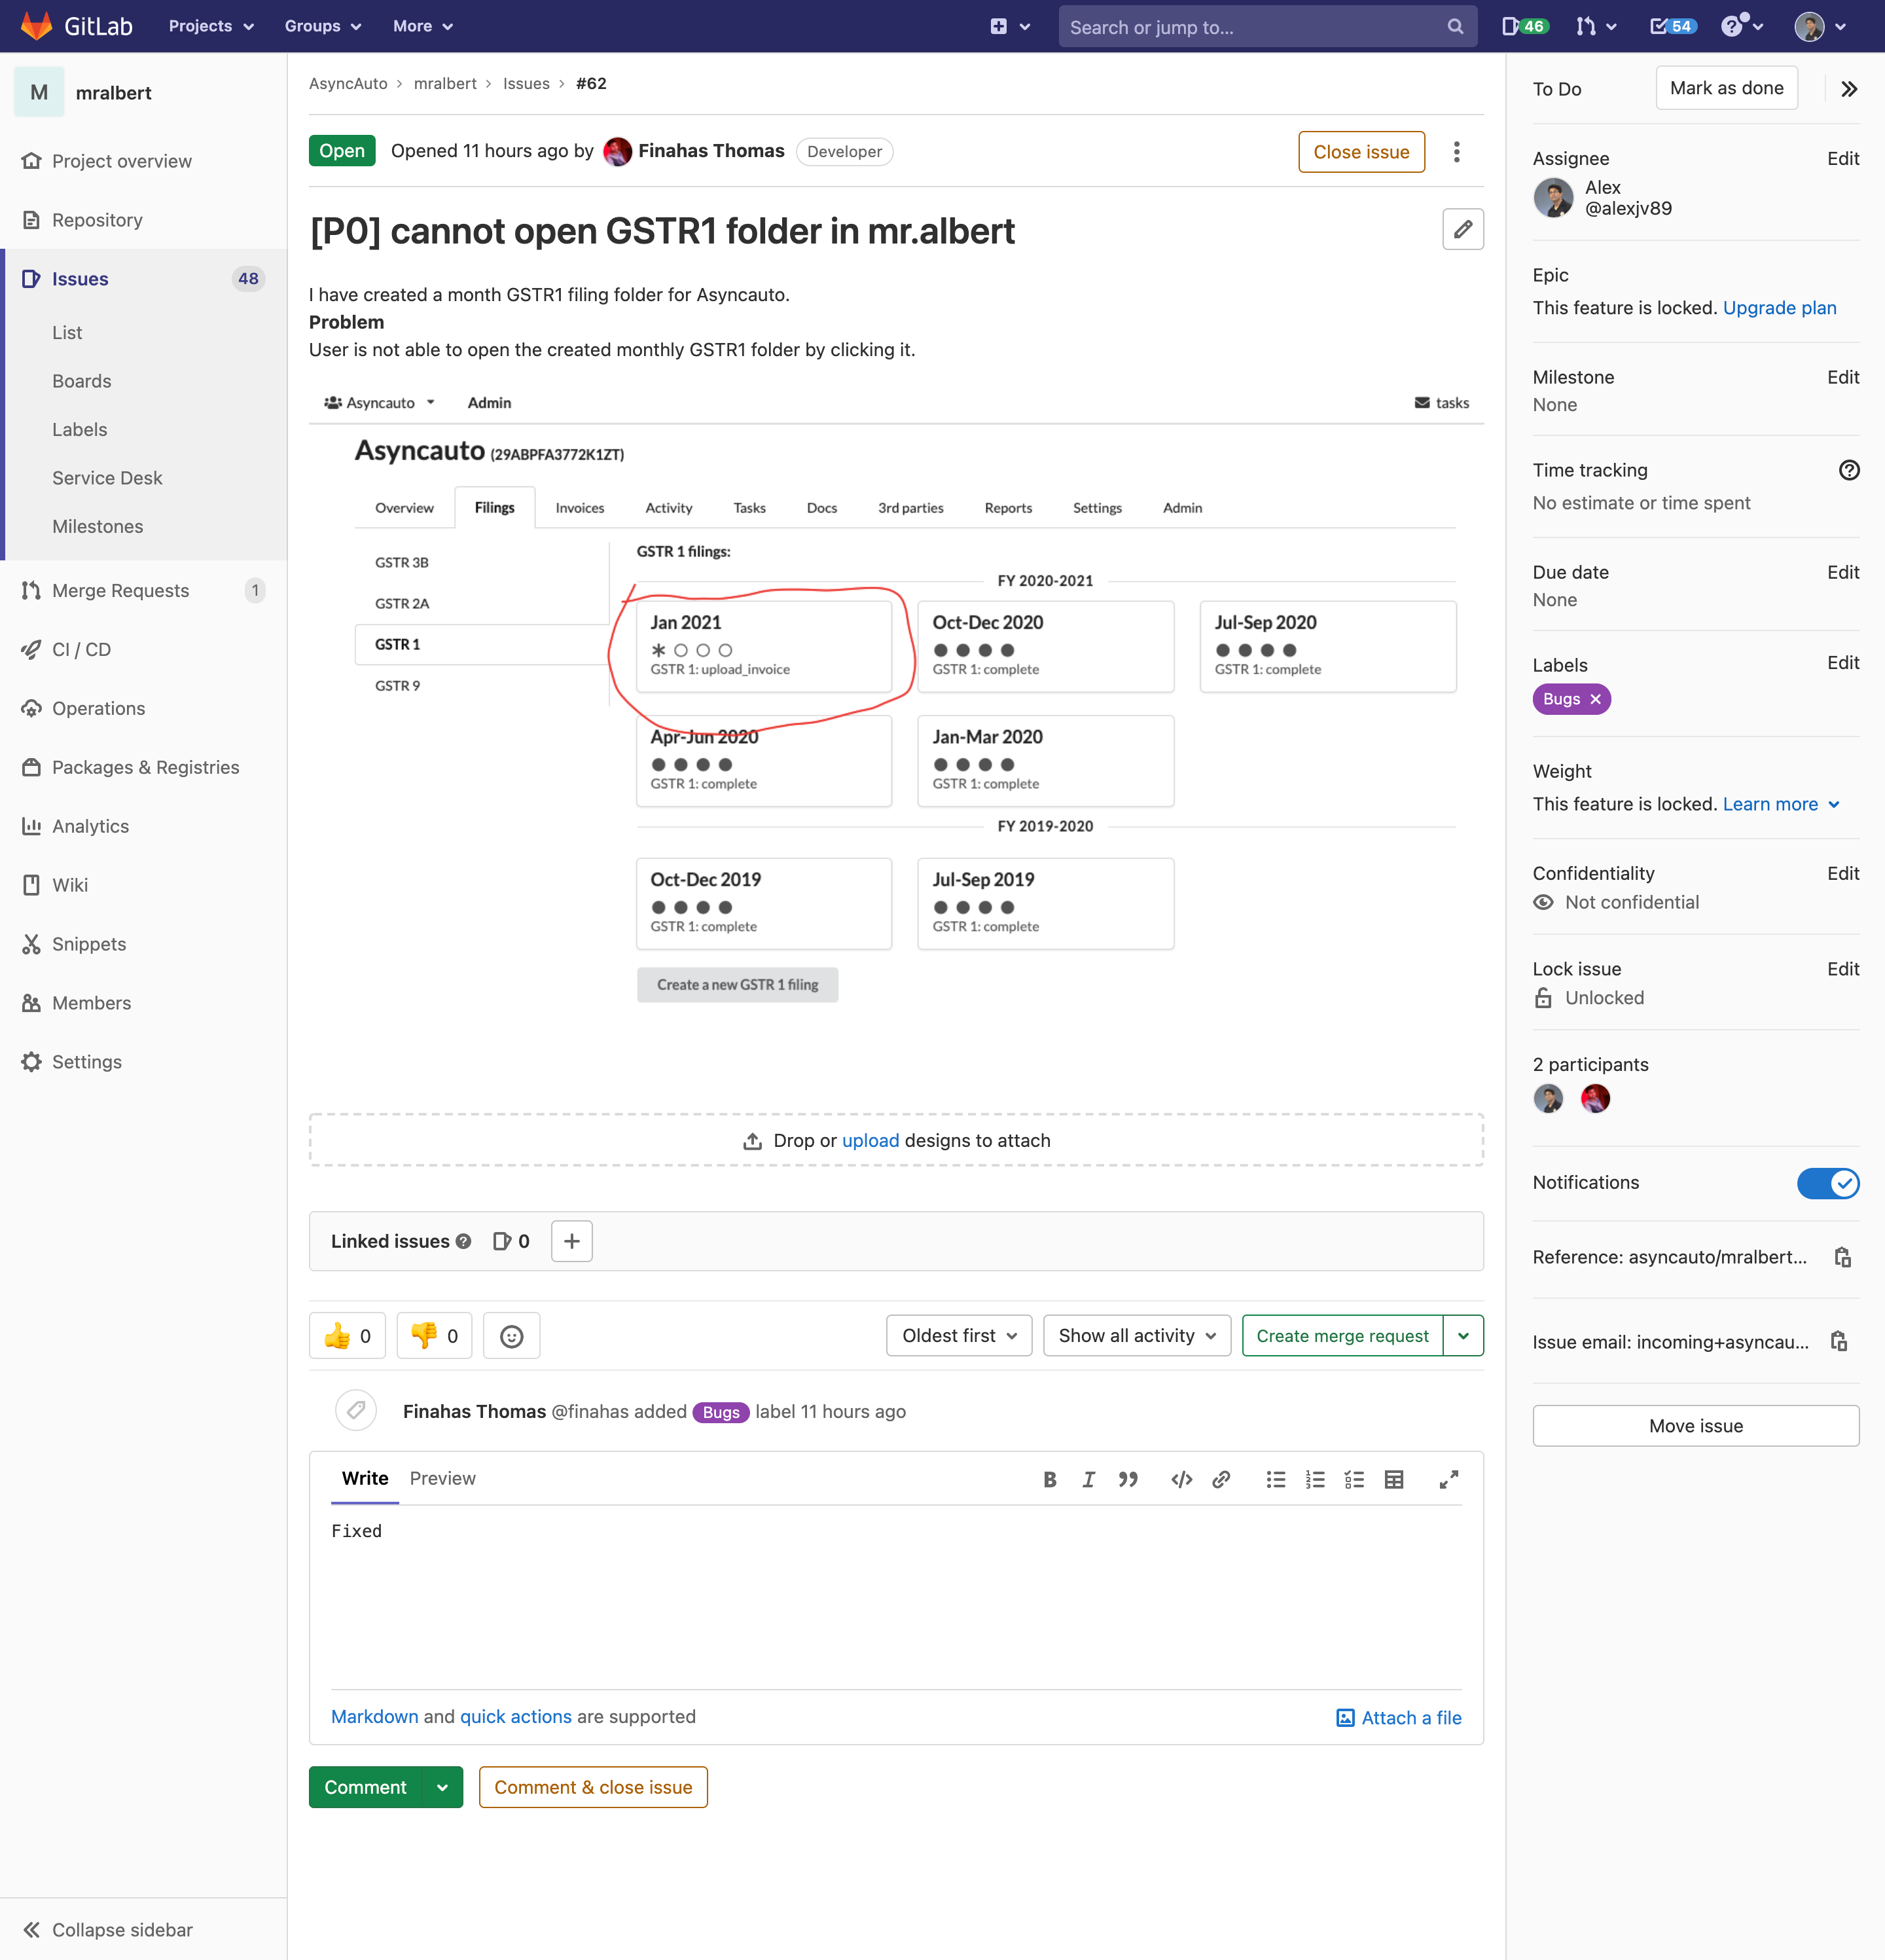 GitLab Projects Groups More Search or jump to... 46 54
M mralbert
Project overview
Repository
Issues 48
List
Boards
Labels
Service Desk
Milestones
Merge Requests 1
CI / CD
Operations
Packages & Registries
Analytics
Wiki
Snippets
Members
Settings
Collapse sidebar
AsyncAuto > mralbert > Issues > #62
Open Opened 11 hours ago by Finahas Thomas Developer Close issue
[P0] cannot open GSTR1 folder in mr.albert
I have created a month GSTR1 filing folder for Asyncauto.
Problem
User is not able to open the created monthly GSTR1 folder by clicking it.
Asyncauto Admin tasks
Asyncauto (29ABPFA3772K1ZT)
Overview Filings Invoices Activity Tasks Docs 3rd parties Reports Settings Admin
GSTR 3B
GSTR 2A
GSTR 1
GSTR 9
GSTR 1 filings:
FY 2020-2021
Jan 2021
GSTR 1: upload_invoice
Oct-Dec 2020
GSTR 1: complete
Jul-Sep 2020
GSTR 1: complete
Apr-Jun 2020
GSTR 1: complete
Jan-Mar 2020
GSTR 1: complete
FY 2019-2020
Oct-Dec 2019
GSTR 1: complete
Jul-Sep 2019
GSTR 1: complete
Create a new GSTR 1 filing
Drop or upload designs to attach
Linked issues 0
0 0 Oldest first Show all activity Create merge request
Finahas Thomas @finahas added Bugs label 11 hours ago
Write Preview
Fixed
Markdown and quick actions are supported Attach a file
Comment Comment & close issue
To Do Mark as done
Assignee Edit
Alex
@alexjv89
Epic
This feature is locked. Upgrade plan
Milestone Edit
None
Time tracking
No estimate or time spent
Due date Edit
None
Labels Edit
Bugs
Weight
This feature is locked. Learn more
Confidentiality Edit
Not confidential
Lock issue Edit
Unlocked
2 participants
Notifications
Reference: asyncauto/mralbert...
Issue email: incoming+asyncau...
Move issue